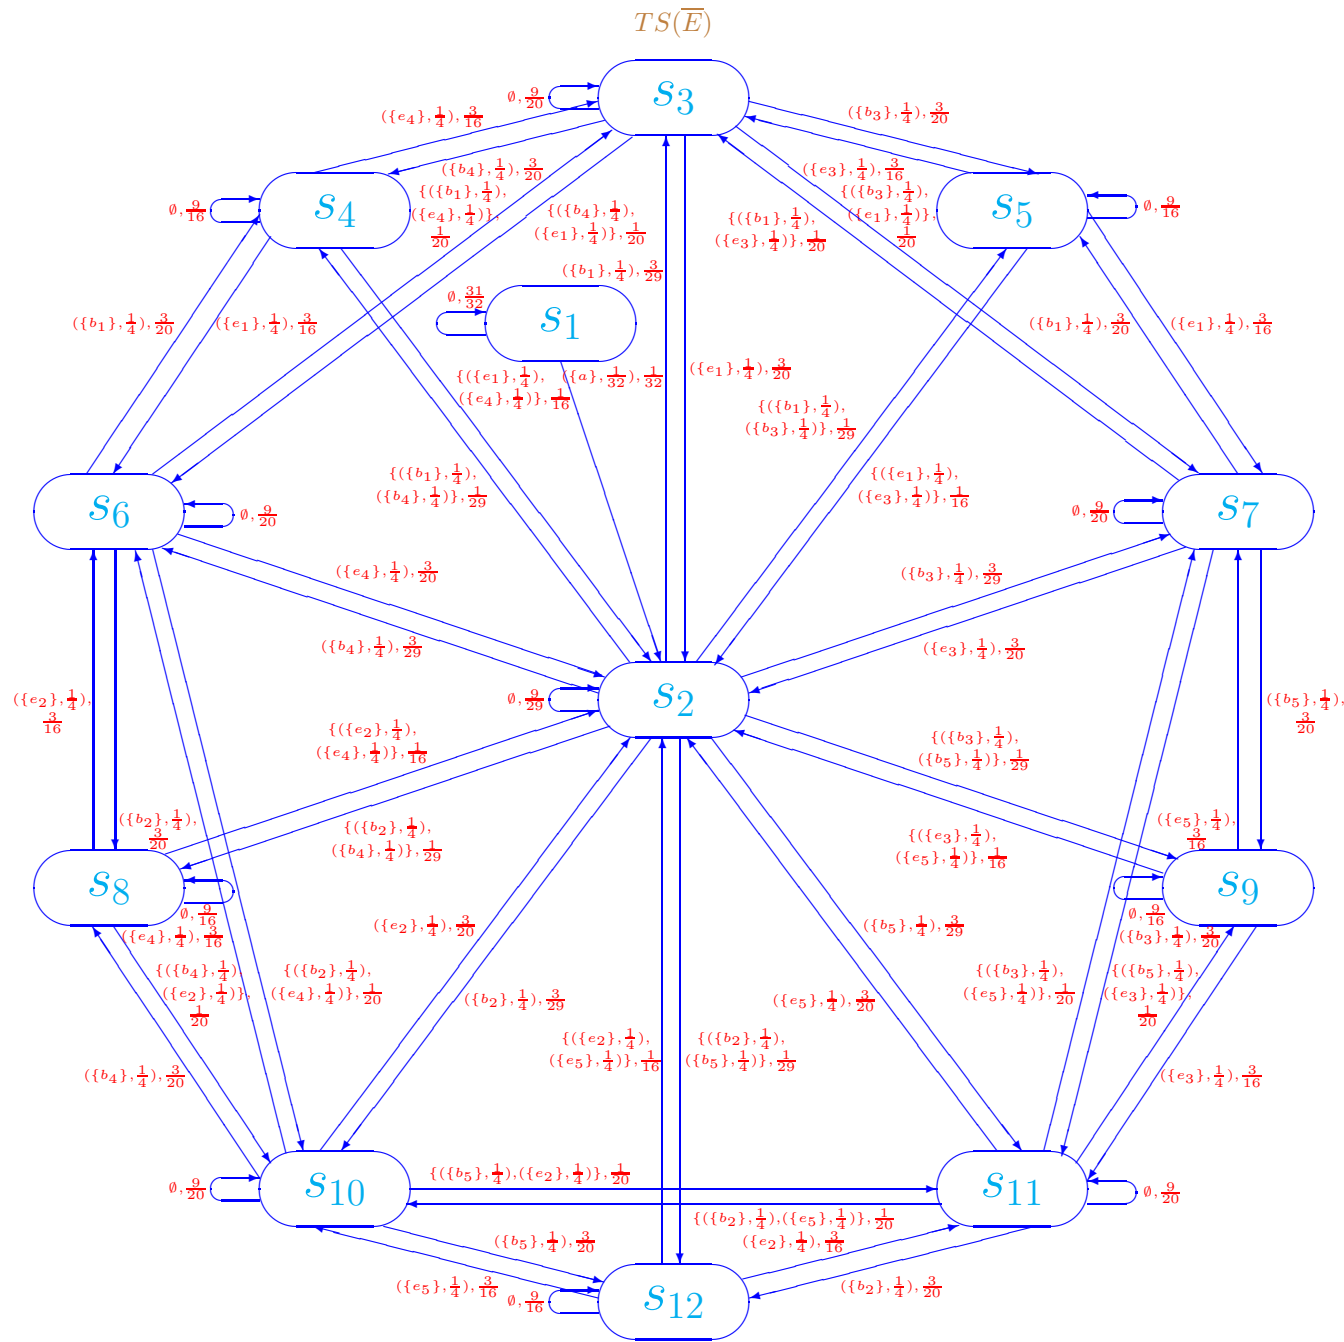 TS(\overline{E})
s₃
∅, 9/20
({e₄}, 1/4), 3/16
({b₃}, 1/4), 3/20
({b₄}, 1/4), 3/20
({e₃}, 1/4), 3/16
s₄
∅, 9/16
{({b₁}, 1/4),
({e₄}, 1/4)},
1/20
{({b₄}, 1/4),
({e₁}, 1/4)}, 1/20
{({b₁}, 1/4),
({e₃}, 1/4)}, 1/20
{({b₃}, 1/4),
({e₁}, 1/4)},
1/20
s₅
∅, 9/16
({b₁}, 1/4), 3/29
∅, 31/32
s₁
({b₁}, 1/4), 3/20
({e₁}, 1/4), 3/16
({b₁}, 1/4), 3/20
({e₁}, 1/4), 3/16
{({e₁}, 1/4),
({e₄}, 1/4)}, 1/16
({a}, 1/32), 1/32
({e₁}, 1/4), 3/20
{({b₁}, 1/4),
({b₃}, 1/4)}, 1/29
{({b₁}, 1/4),
({b₄}, 1/4)}, 1/29
{({e₁}, 1/4),
({e₃}, 1/4)}, 1/16
s₆
∅, 9/20
∅, 9/20
s₇
({e₄}, 1/4), 3/20
({b₃}, 1/4), 3/29
({b₄}, 1/4), 3/29
({e₃}, 1/4), 3/20
({e₂}, 1/4),
3/16
∅, 9/29
s₂
({b₅}, 1/4),
3/20
{({e₂}, 1/4),
({e₄}, 1/4)}, 1/16
{({b₃}, 1/4),
({b₅}, 1/4)}, 1/29
({b₂}, 1/4),
3/20
{({b₂}, 1/4),
({b₄}, 1/4)}, 1/29
{({e₃}, 1/4),
({e₅}, 1/4)}, 1/16
({e₅}, 1/4),
3/16
s₈
∅, 9/16
s₉
∅, 9/16
({e₄}, 1/4), 3/16
({e₂}, 1/4), 3/20
({b₅}, 1/4), 3/29
({b₃}, 1/4), 3/20
{({b₄}, 1/4),
({e₂}, 1/4)},
1/20
{({b₂}, 1/4),
({e₄}, 1/4)}, 1/20
({b₂}, 1/4), 3/29
({e₅}, 1/4), 3/20
{({b₃}, 1/4),
({e₅}, 1/4)}, 1/20
{({b₅}, 1/4),
({e₃}, 1/4)},
1/20
({b₄}, 1/4), 3/20
{({e₂}, 1/4),
({e₅}, 1/4)}, 1/16
{({b₂}, 1/4),
({b₅}, 1/4)}, 1/29
({e₃}, 1/4), 3/16
∅, 9/20
s₁₀
{({b₅}, 1/4),({e₂}, 1/4)}, 1/20
s₁₁
∅, 9/20
{({b₂}, 1/4),({e₅}, 1/4)}, 1/20
({b₅}, 1/4), 3/20
({e₂}, 1/4), 3/16
({e₅}, 1/4), 3/16
∅, 9/16
s₁₂
({b₂}, 1/4), 3/20